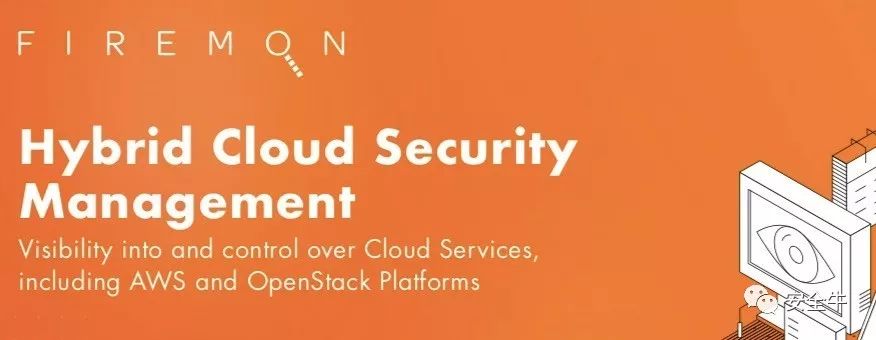 FIREMON
Hybrid Cloud Security
Management
Visibility into and control over Cloud Services,
including AWS and OpenStack Platforms
安全牛